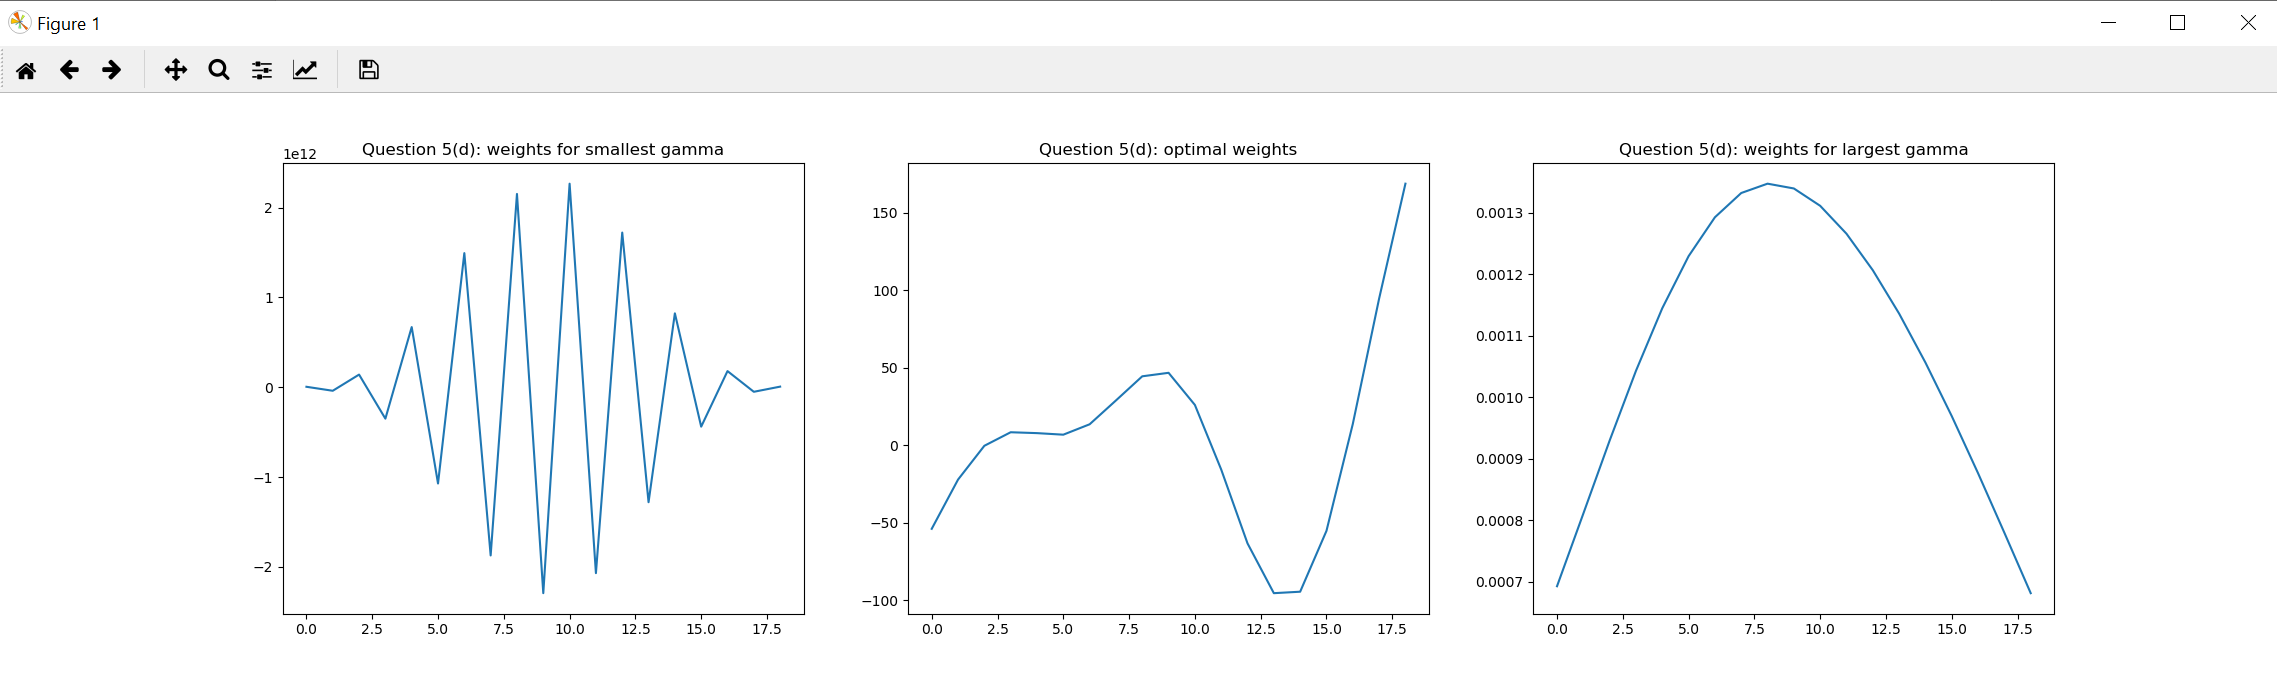 Figure 1
Question 5(d): weights for smallest gamma
1e12
2
1
0
−1
−2
0.0 2.5 5.0 7.5 10.0 12.5 15.0 17.5
Question 5(d): optimal weights
150
100
50
0
−50
−100
0.0 2.5 5.0 7.5 10.0 12.5 15.0 17.5
Question 5(d): weights for largest gamma
0.0013
0.0012
0.0011
0.0010
0.0009
0.0008
0.0007
0.0 2.5 5.0 7.5 10.0 12.5 15.0 17.5